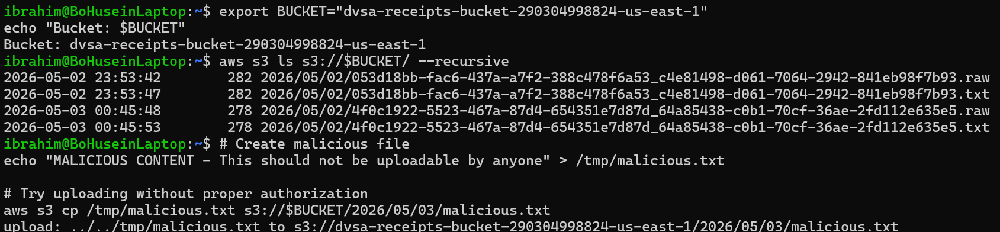 ibrahim@BoHuseinLaptop:~$ export BUCKET="dvsa-receipts-bucket-290304998824-us-east-1"
echo "Bucket: $BUCKET"
Bucket: dvsa-receipts-bucket-290304998824-us-east-1
ibrahim@BoHuseinLaptop:~$ aws s3 ls s3://$BUCKET/ --recursive
2026-05-02 23:53:42        282 2026/05/02/053d18bb-fac6-437a-a7f2-388c478f6a53_c4e81498-d061-7064-2942-841eb98f7b93.raw
2026-05-02 23:53:47        282 2026/05/02/053d18bb-fac6-437a-a7f2-388c478f6a53_c4e81498-d061-7064-2942-841eb98f7b93.txt
2026-05-03 00:45:48        278 2026/05/02/4f0c1922-5523-467a-87d4-654351e7d87d_64a85438-c0b1-70cf-36ae-2fd112e635e5.raw
2026-05-03 00:45:53        278 2026/05/02/4f0c1922-5523-467a-87d4-654351e7d87d_64a85438-c0b1-70cf-36ae-2fd112e635e5.txt
ibrahim@BoHuseinLaptop:~$ # Create malicious file
echo "MALICIOUS CONTENT - This should not be uploadable by anyone" > /tmp/malicious.txt

# Try uploading without proper authorization
aws s3 cp /tmp/malicious.txt s3://$BUCKET/2026/05/03/malicious.txt
upload: ../../tmp/malicious.txt to s3://dvsa-receipts-bucket-290304998824-us-east-1/2026/05/03/malicious.txt